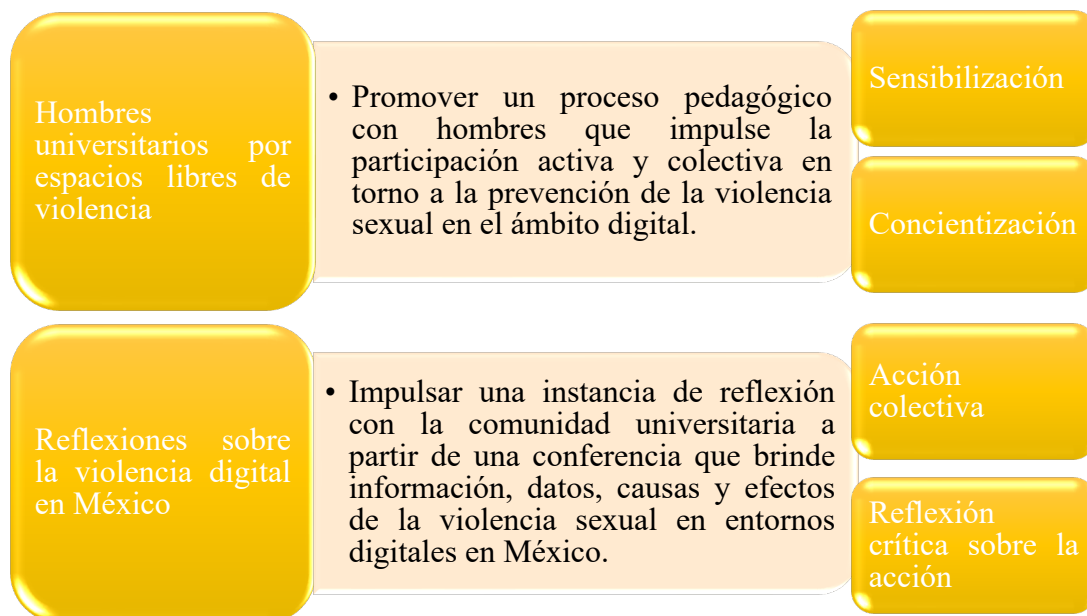 Hombres
universitarios por
espacios libres de
violencia
• Promover un proceso pedagógico
con hombres que impulse la
participación activa y colectiva en
torno a la prevención de la violencia
sexual en el ámbito digital.
Sensibilización
Concientización
Reflexiones sobre
la violencia digital
en México
• Impulsar una instancia de reflexión
con la comunidad universitaria a
partir de una conferencia que brinde
información, datos, causas y efectos
de la violencia sexual en entornos
digitales en México.
Acción
colectiva
Reflexión
crítica sobre la
acción